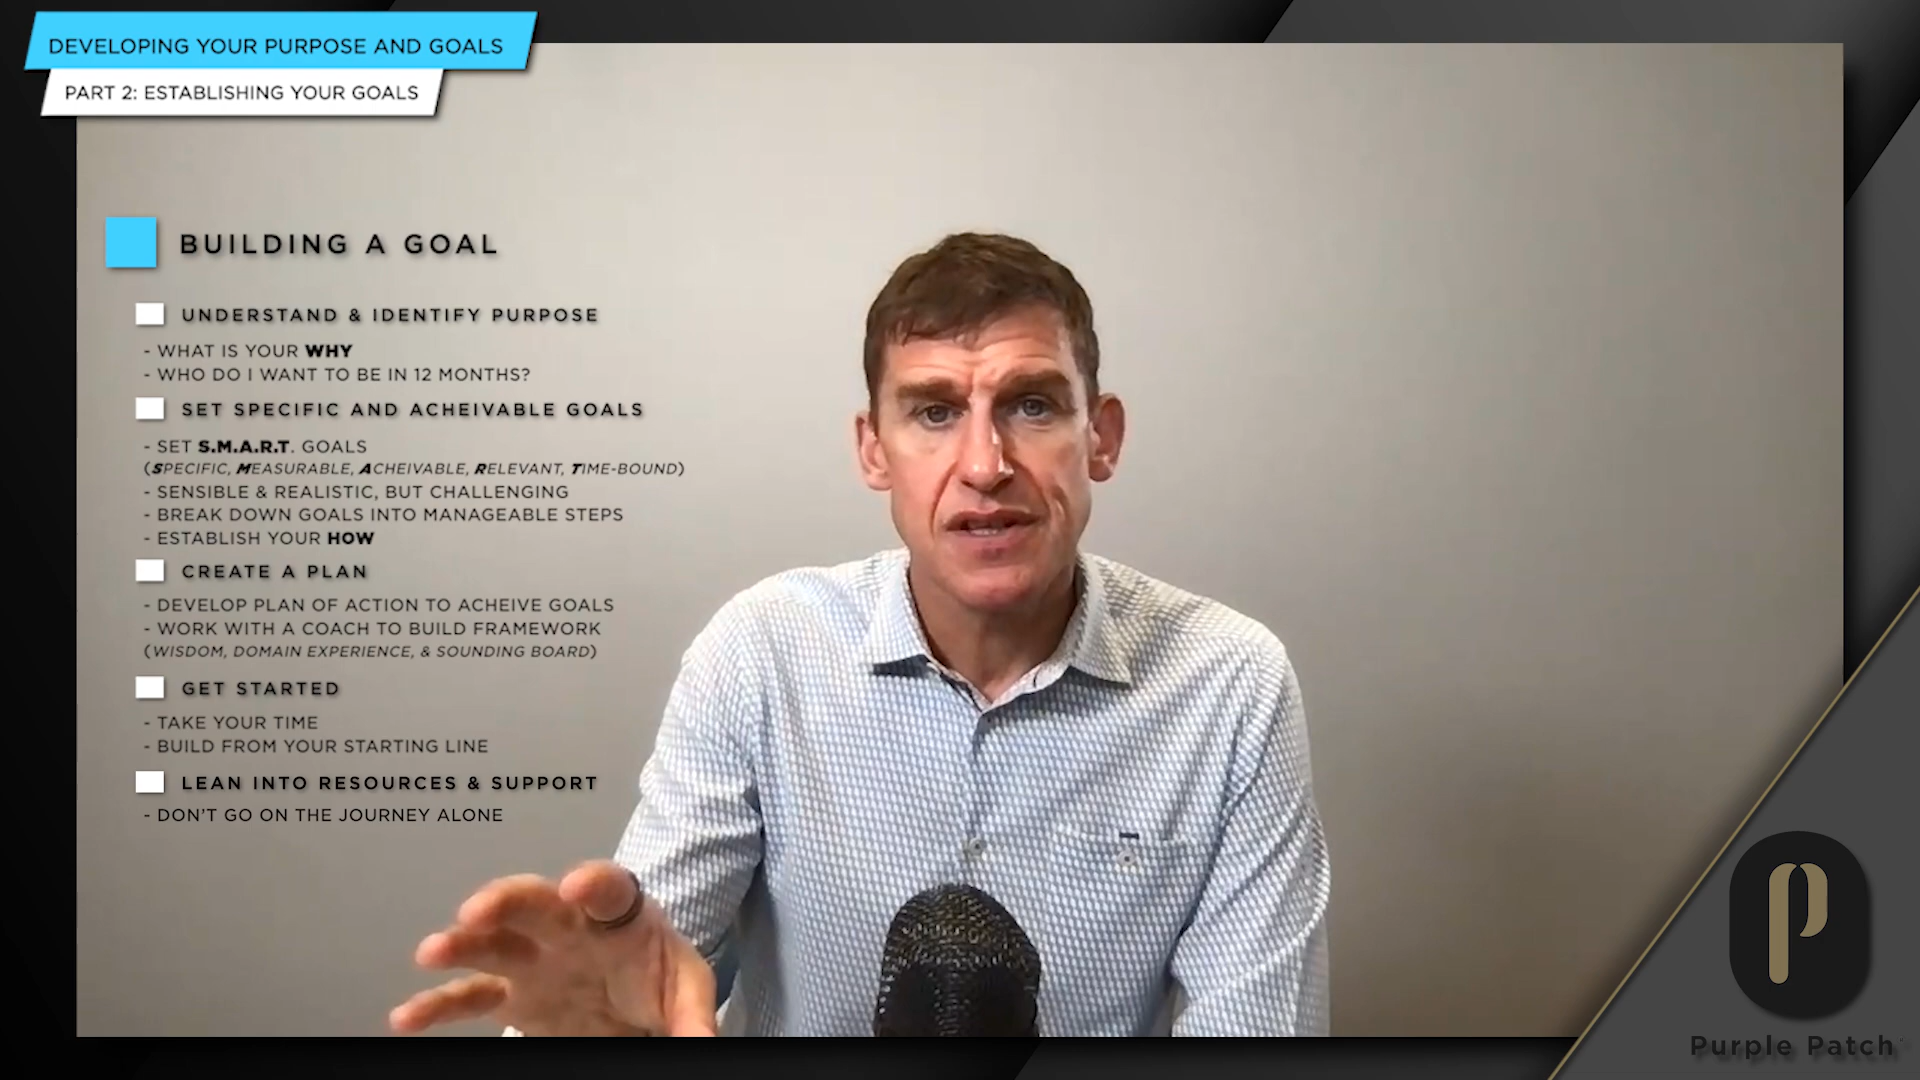 DEVELOPING YOUR PURPOSE AND GOALS
PART 2: ESTABLISHING YOUR GOALS
BUILDING A GOAL
UNDERSTAND & IDENTIFY PURPOSE
- WHAT IS YOUR WHY
- WHO DO I WANT TO BE IN 12 MONTHS?
SET SPECIFIC AND ACHEIVABLE GOALS
- SET S.M.A.R.T. GOALS
(SPECIFIC, MEASURABLE, ACHEIVABLE, RELEVANT, TIME-BOUND)
- SENSIBLE & REALISTIC, BUT CHALLENGING
- BREAK DOWN GOALS INTO MANAGEABLE STEPS
- ESTABLISH YOUR HOW
CREATE A PLAN
- DEVELOP PLAN OF ACTION TO ACHEIVE GOALS
- WORK WITH A COACH TO BUILD FRAMEWORK
(WISDOM, DOMAIN EXPERIENCE, & SOUNDING BOARD)
GET STARTED
- TAKE YOUR TIME
- BUILD FROM YOUR STARTING LINE
LEAN INTO RESOURCES & SUPPORT
- DON'T GO ON THE JOURNEY ALONE
Purple Patch